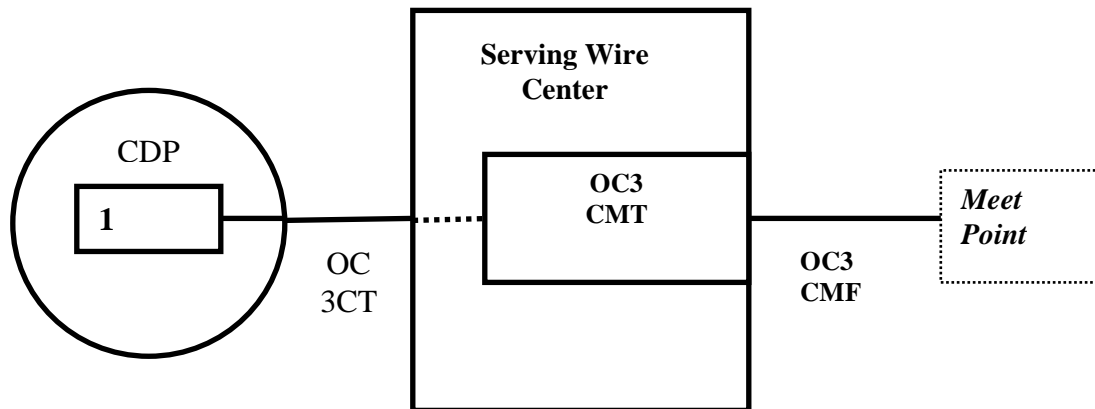 Serving Wire
Center
CDP
1
OC
3CT
OC3
CMT
OC3
CMF
Meet
Point